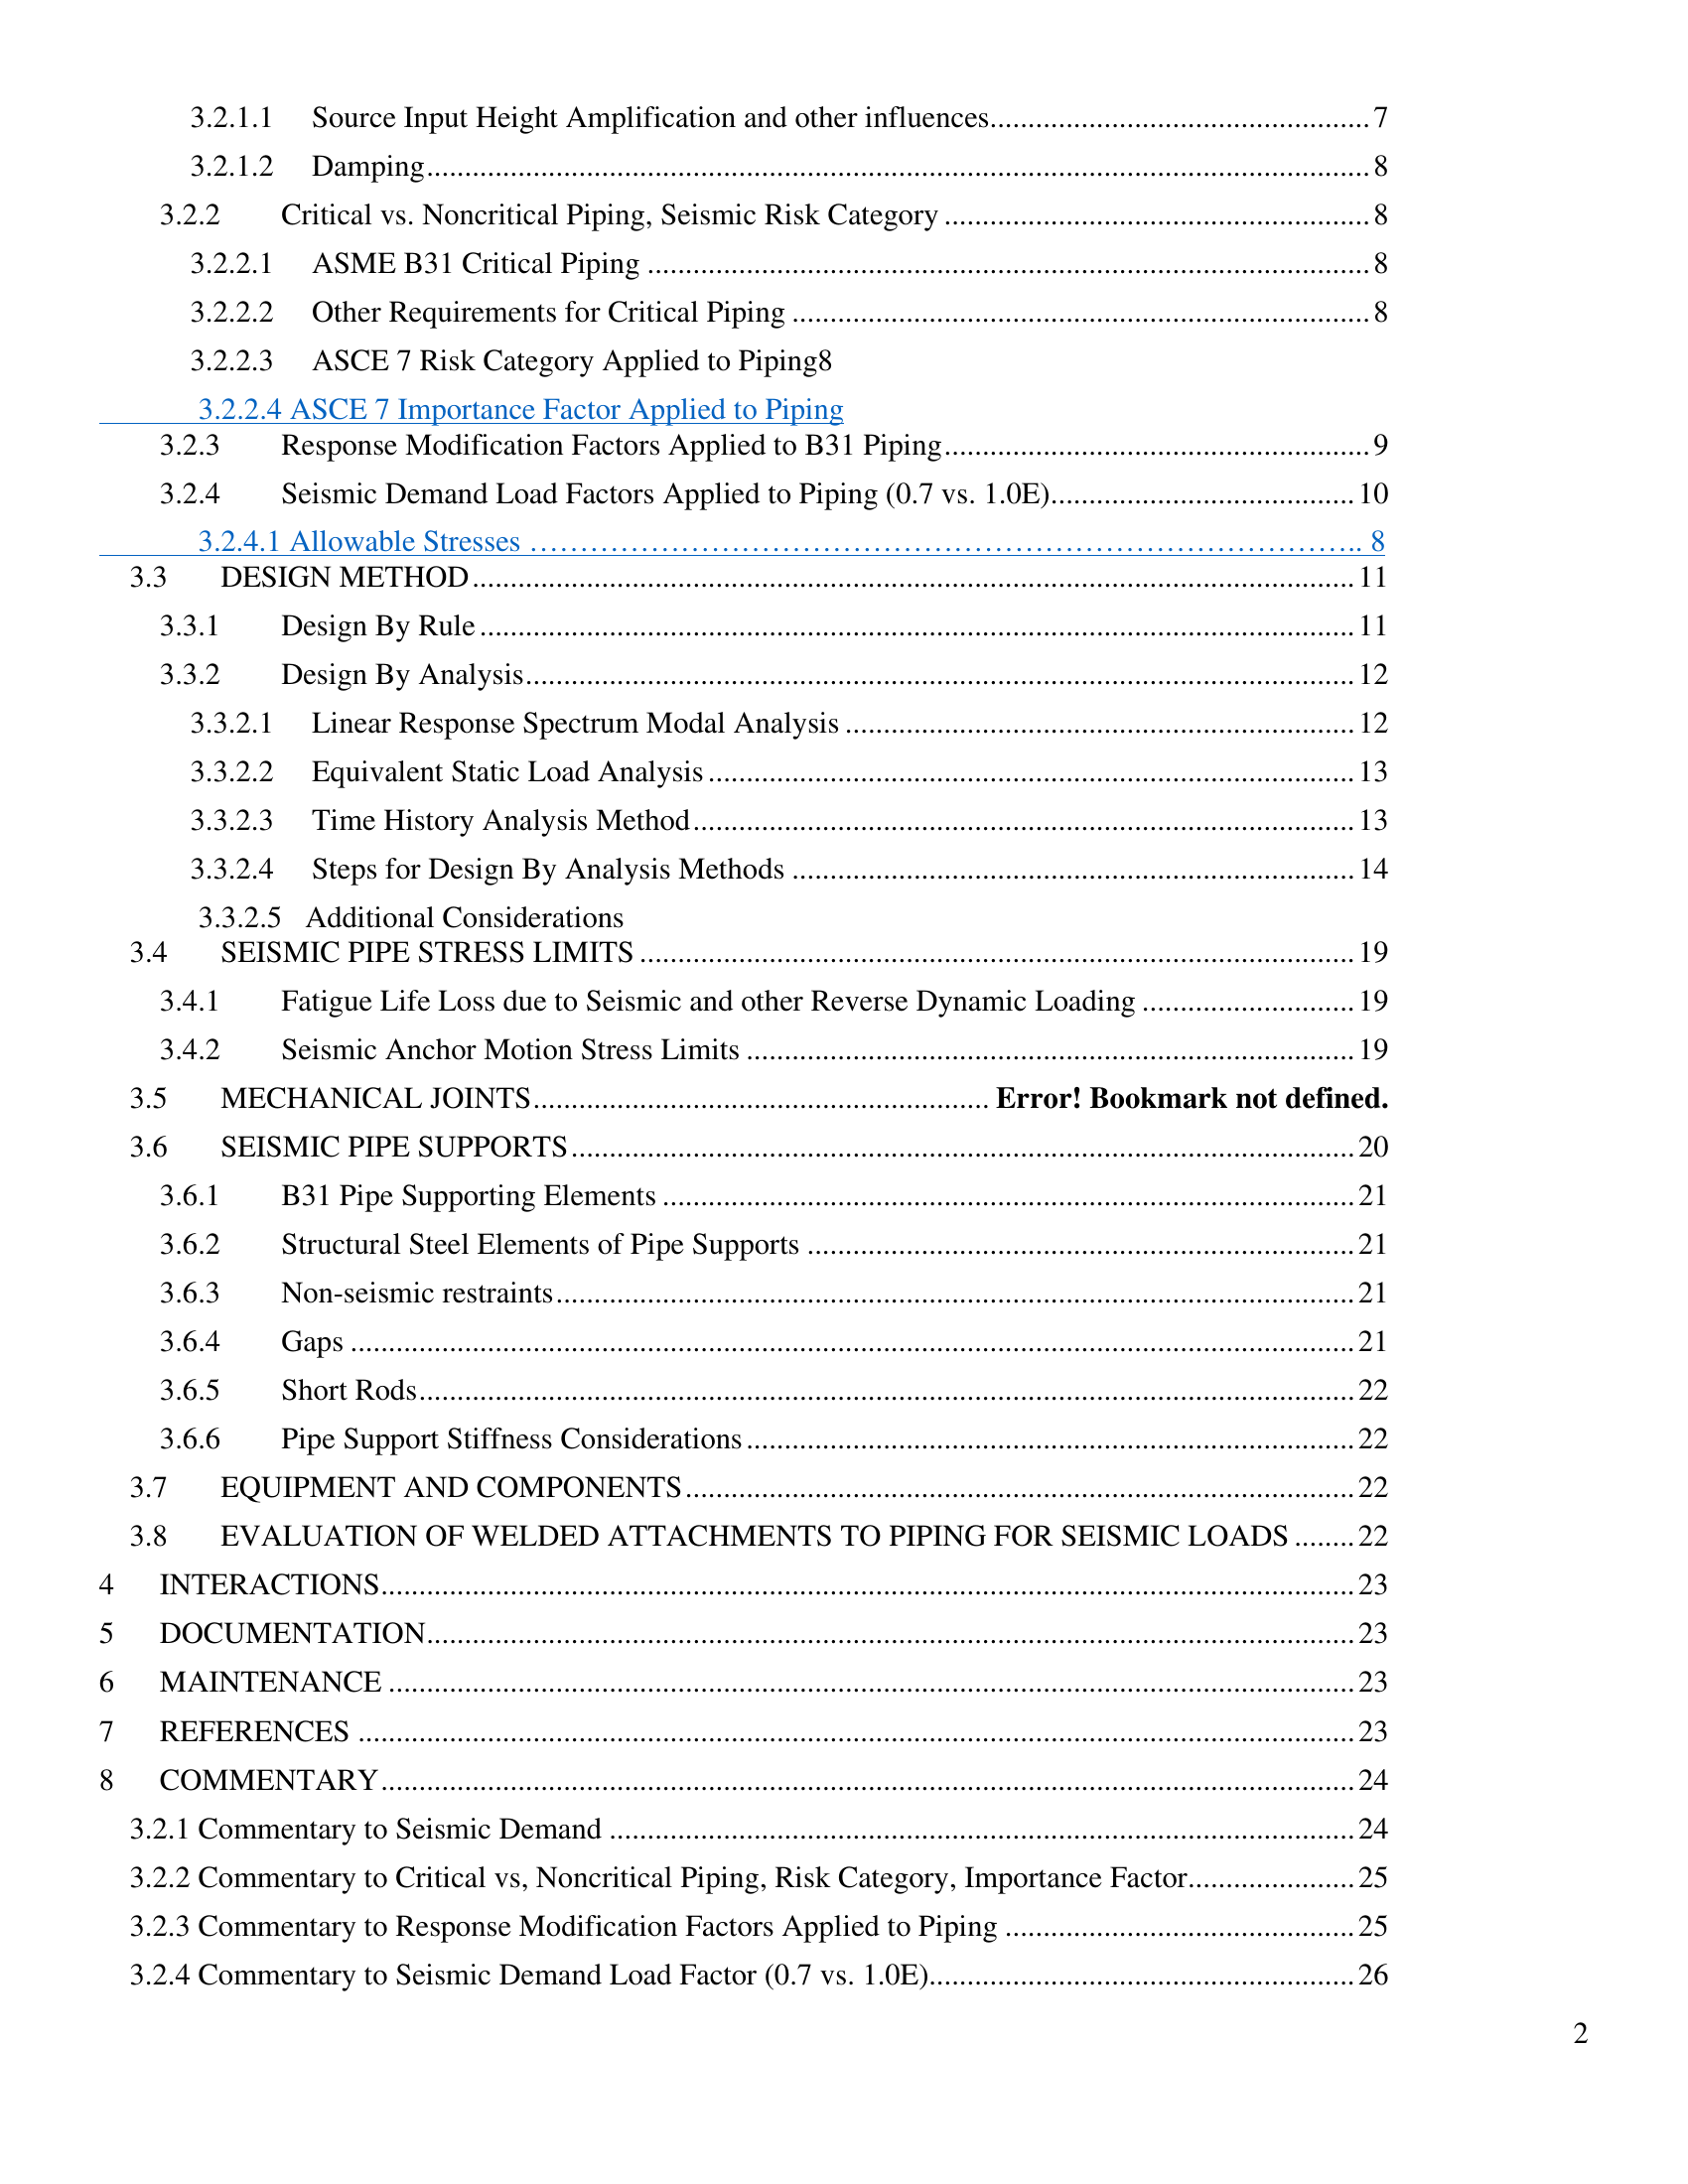 3.2.1.1 Source Input Height Amplification and other influences.................................................. 7
3.2.1.2 Damping............................................................................................................................ 8
3.2.2 Critical vs. Noncritical Piping, Seismic Risk Category ........................................................ 8
3.2.2.1 ASME B31 Critical Piping ............................................................................................... 8
3.2.2.2 Other Requirements for Critical Piping ............................................................................ 8
3.2.2.3 ASCE 7 Risk Category Applied to Piping8
3.2.2.4 ASCE 7 Importance Factor Applied to Piping
3.2.3 Response Modification Factors Applied to B31 Piping........................................................ 9
3.2.4 Seismic Demand Load Factors Applied to Piping (0.7 vs. 1.0E)........................................ 10
3.2.4.1 Allowable Stresses ……………………………………………………………………….. 8
3.3 DESIGN METHOD.................................................................................................................... 11
3.3.1 Design By Rule ................................................................................................................... 11
3.3.2 Design By Analysis............................................................................................................. 12
3.3.2.1 Linear Response Spectrum Modal Analysis ................................................................... 12
3.3.2.2 Equivalent Static Load Analysis ..................................................................................... 13
3.3.2.3 Time History Analysis Method....................................................................................... 13
3.3.2.4 Steps for Design By Analysis Methods .......................................................................... 14
3.3.2.5 Additional Considerations
3.4 SEISMIC PIPE STRESS LIMITS .............................................................................................. 19
3.4.1 Fatigue Life Loss due to Seismic and other Reverse Dynamic Loading ............................ 19
3.4.2 Seismic Anchor Motion Stress Limits ................................................................................ 19
3.5 MECHANICAL JOINTS............................................................ Error! Bookmark not defined.
3.6 SEISMIC PIPE SUPPORTS....................................................................................................... 20
3.6.1 B31 Pipe Supporting Elements ........................................................................................... 21
3.6.2 Structural Steel Elements of Pipe Supports ........................................................................ 21
3.6.3 Non-seismic restraints......................................................................................................... 21
3.6.4 Gaps .................................................................................................................................... 21
3.6.5 Short Rods........................................................................................................................... 22
3.6.6 Pipe Support Stiffness Considerations................................................................................ 22
3.7 EQUIPMENT AND COMPONENTS........................................................................................ 22
3.8 EVALUATION OF WELDED ATTACHMENTS TO PIPING FOR SEISMIC LOADS ........ 22
4 INTERACTIONS................................................................................................................................ 23
5 DOCUMENTATION.......................................................................................................................... 23
6 MAINTENANCE ............................................................................................................................... 23
7 REFERENCES ................................................................................................................................... 23
8 COMMENTARY................................................................................................................................ 24
3.2.1 Commentary to Seismic Demand .................................................................................................. 24
3.2.2 Commentary to Critical vs, Noncritical Piping, Risk Category, Importance Factor...................... 25
3.2.3 Commentary to Response Modification Factors Applied to Piping .............................................. 25
3.2.4 Commentary to Seismic Demand Load Factor (0.7 vs. 1.0E)........................................................ 26
2